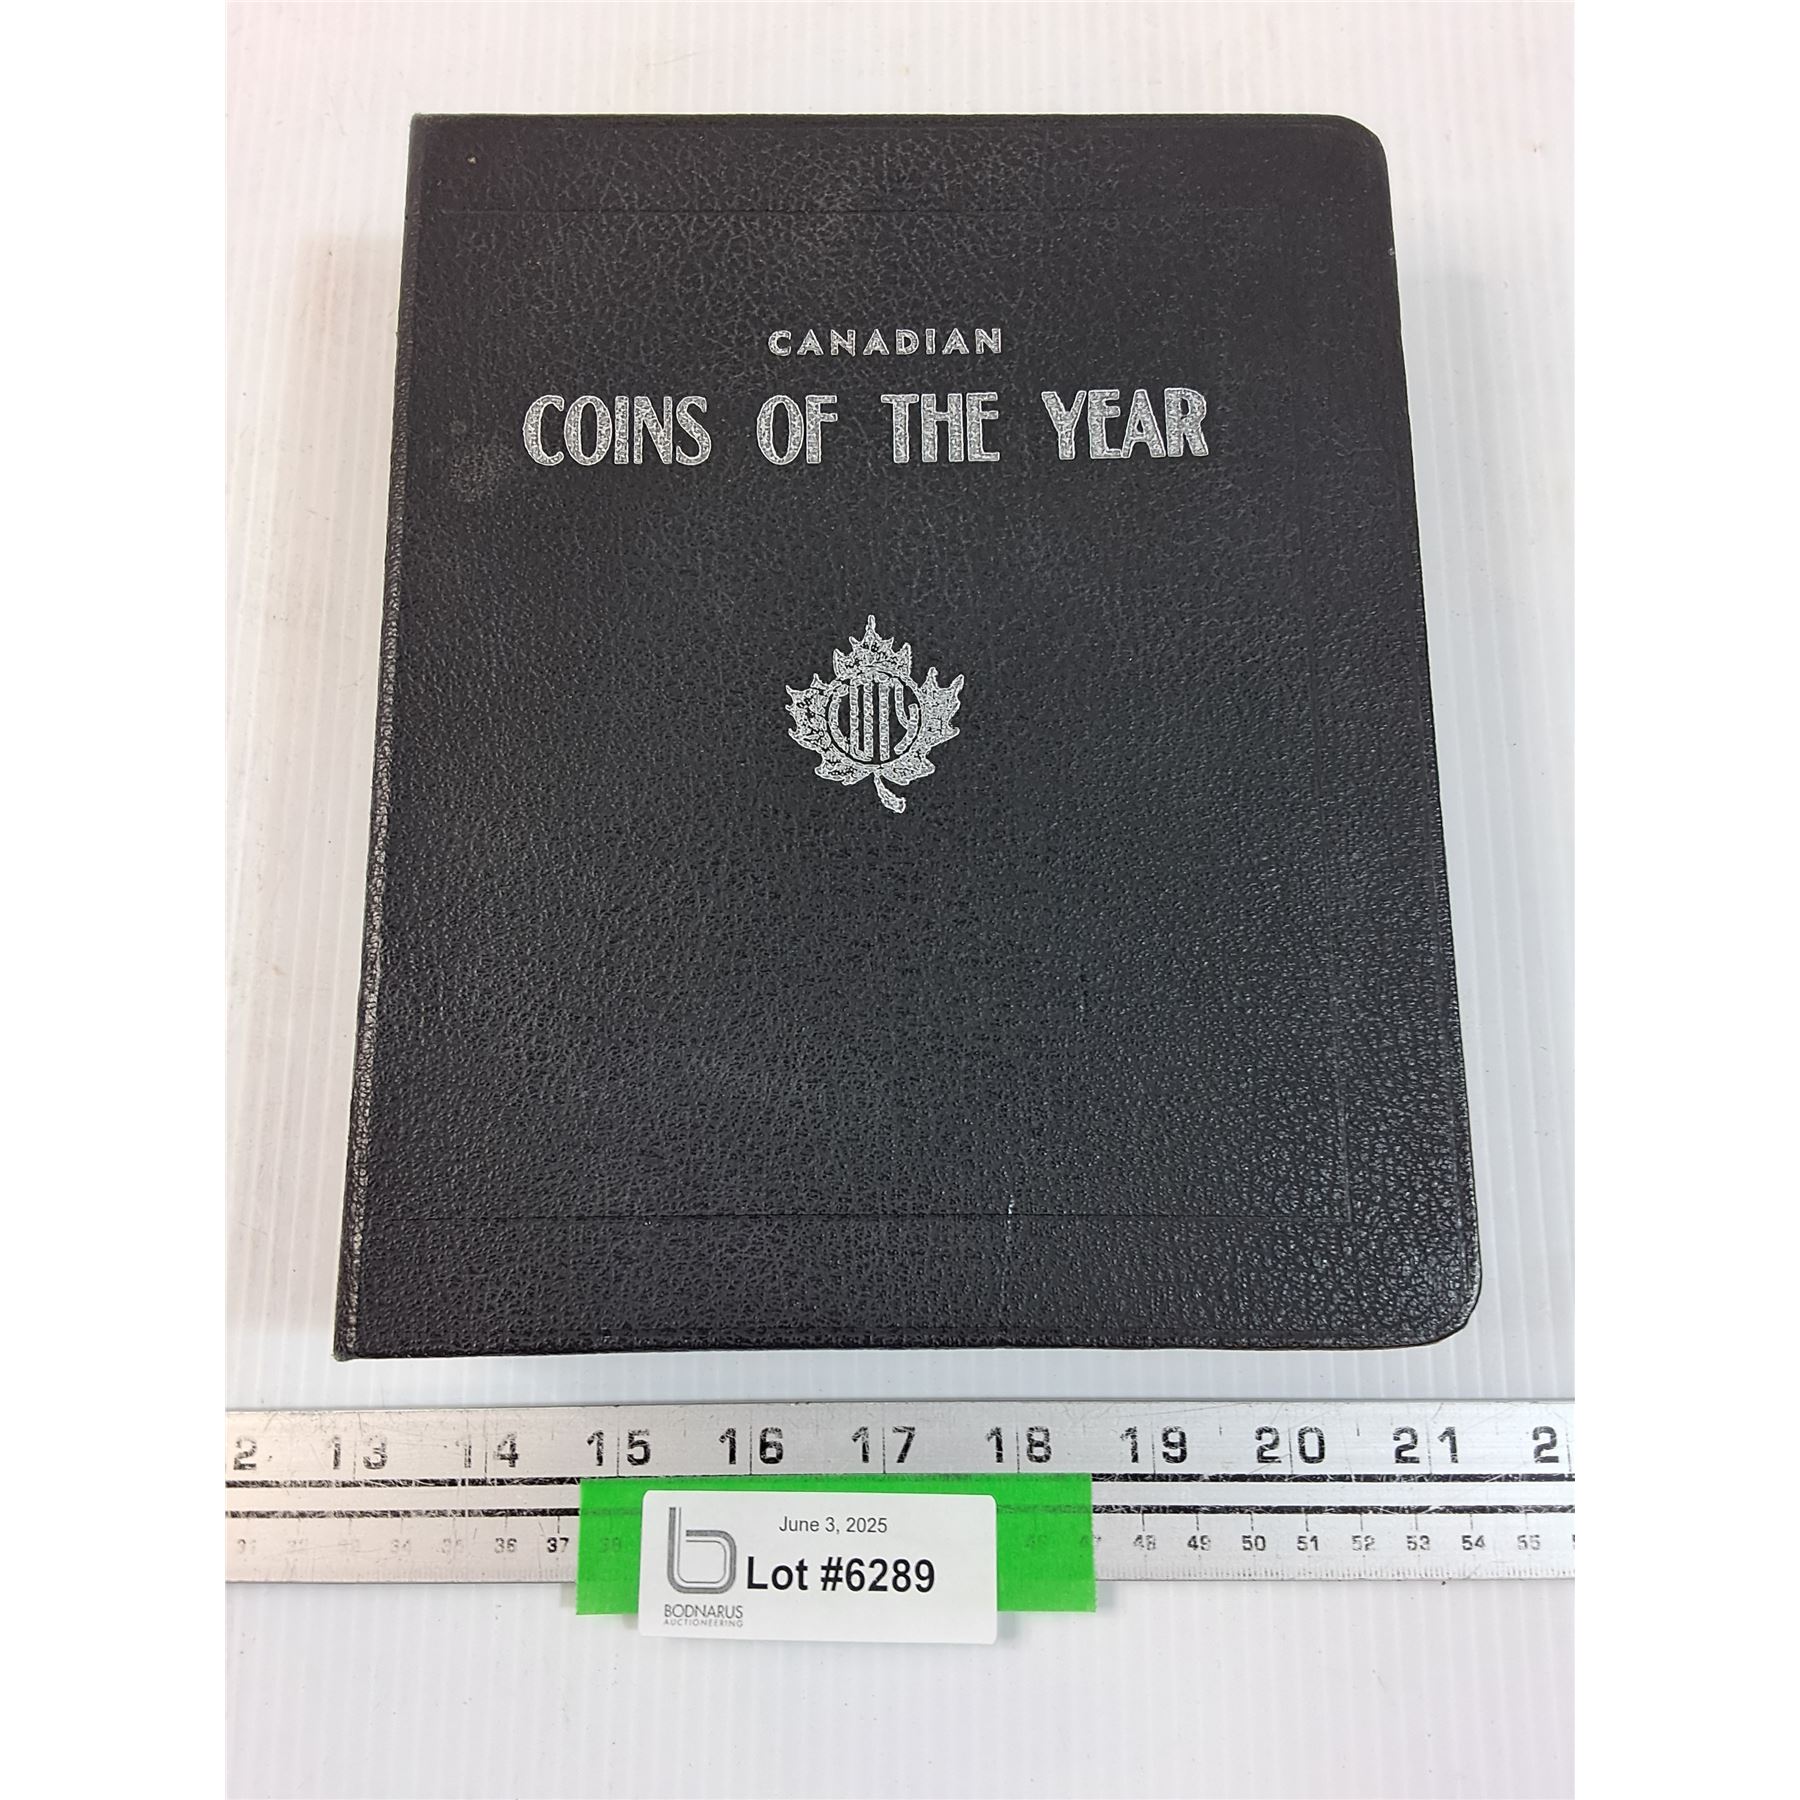 CANADIAN
COINS OF THE YEAR
13 14 15 16 17 18 19 20 21 2
36 37 48 49 50 51 52 53 54 55
June 3, 2025
Lot #6289
BODNARUS
AUCTIONEERING